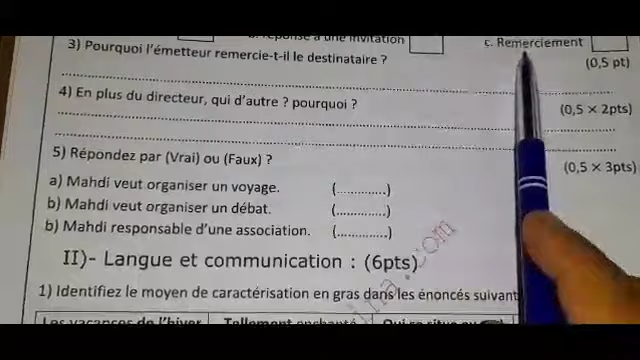 b. réponse à une invitation c. Remerciement
3) Pourquoi l'émetteur remercie-t-il le destinataire ? (0,5 pt)
4) En plus du directeur, qui d'autre ? pourquoi ? (0,5 × 2pts)
5) Répondez par (Vrai) ou (Faux) ? (0,5 × 3pts)
a) Mahdi veut organiser un voyage. (.............)
b) Mahdi veut organiser un débat. (.............)
b) Mahdi responsable d'une association. (.............)
II)- Langue et communication : (6pts)
1) Identifiez le moyen de caractérisation en gras dans les énoncés suivant
Les vacances de l'hiver Tellement enchanté Qui se situe au